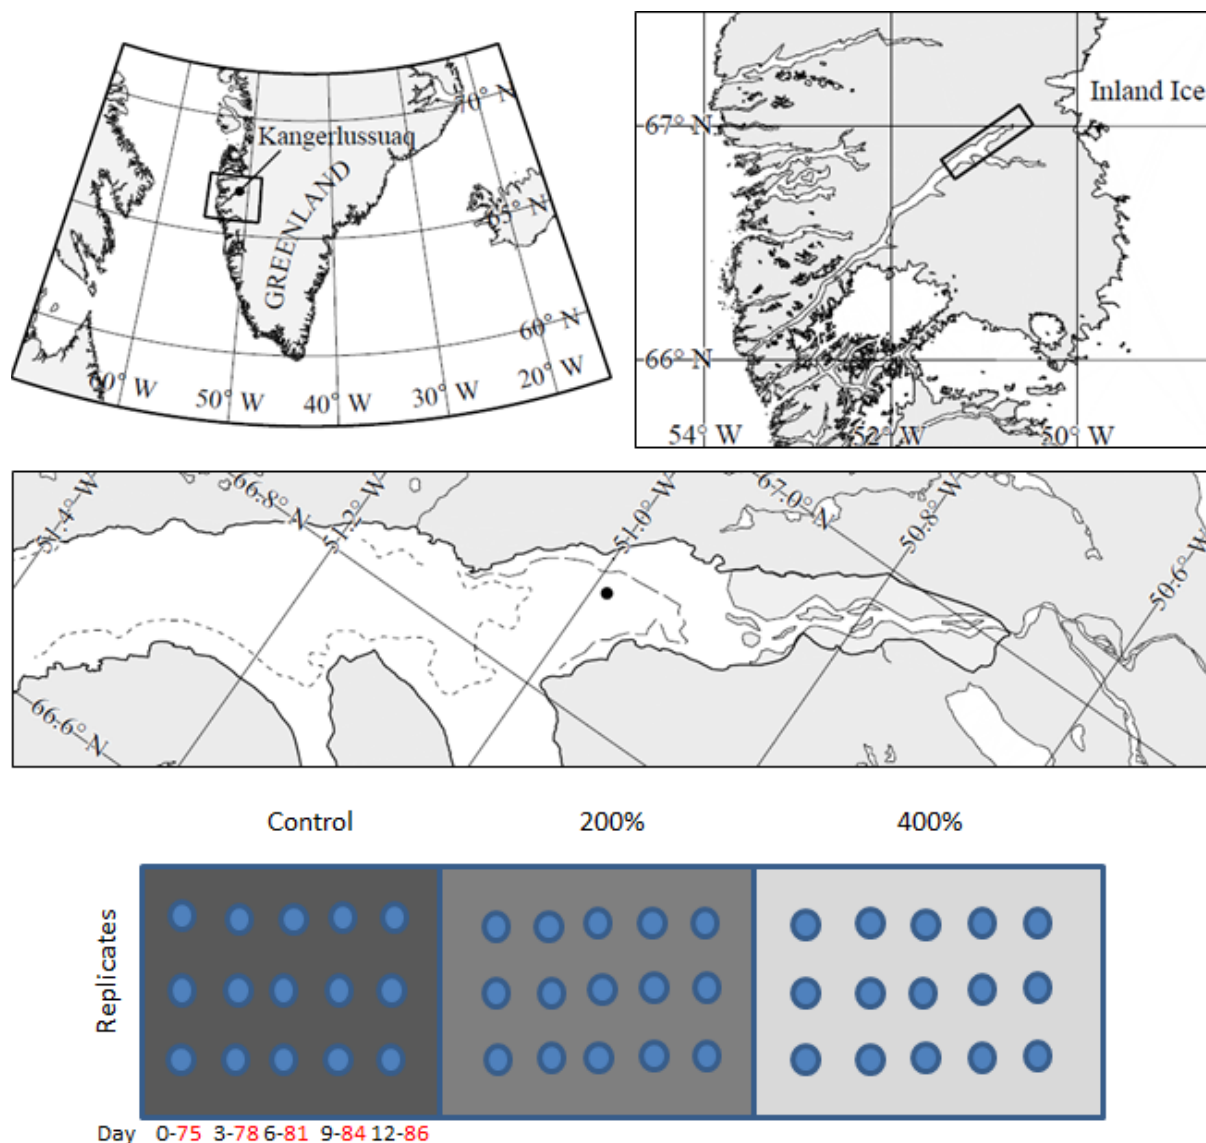 Kangerlussuaq
GREENLAND
70° N
65° N
60° N
60° W
50° W
40° W
30° W
20° W
Inland Ice
67° N
66° N
54° W
52° W
50° W
51.4° W
66.8° N
51.2° W
51.0° W
67.0° N
50.8° W
50.6° W
66.6° N
Control 200% 400%
Replicates
Day 0-75 3-78 6-81 9-84 12-86